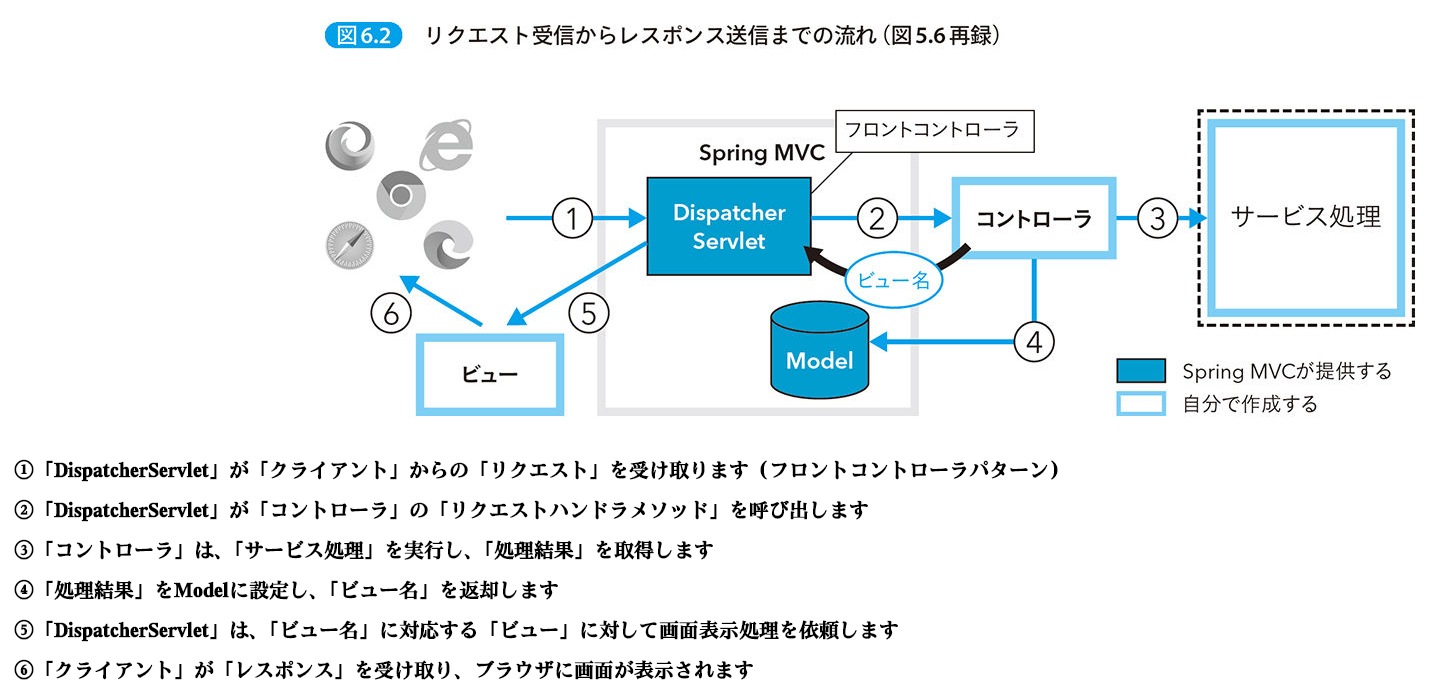 図6.2 リクエスト受信からレスポンス送信までの流れ（図5.6再録）
フロントコントローラ
Spring MVC
Dispatcher
Servlet
①
②
コントローラ
③
サービス処理
ビュー名
⑤
⑥
④
Model
ビュー
Spring MVCが提供する
自分で作成する
①「DispatcherServlet」が「クライアント」からの「リクエスト」を受け取ります（フロントコントローラパターン）
②「DispatcherServlet」が「コントローラ」の「リクエストハンドラメソッド」を呼び出します
③「コントローラ」は、「サービス処理」を実行し、「処理結果」を取得します
④「処理結果」をModelに設定し、「ビュー名」を返却します
⑤「DispatcherServlet」は、「ビュー名」に対応する「ビュー」に対して画面表示処理を依頼します
⑥「クライアント」が「レスポンス」を受け取り、ブラウザに画面が表示されます